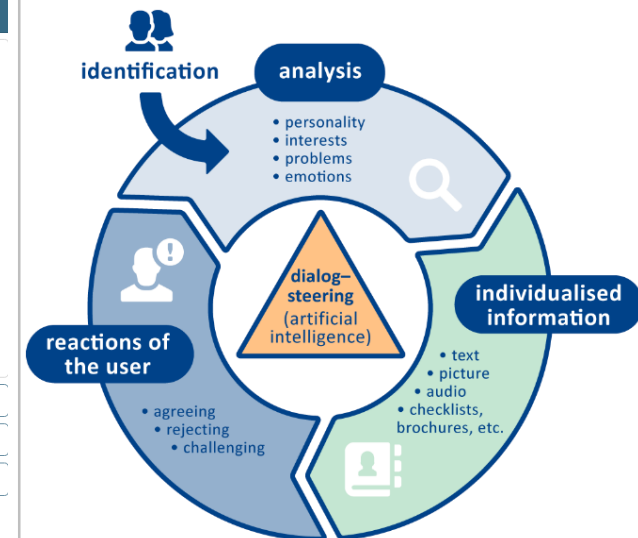 identification
analysis
• personality
• interests
• problems
• emotions
dialog–
steering
(artificial
intelligence)
individualised
information
• text
• picture
• audio
• checklists,
brochures, etc.
reactions of
the user
• agreeing
• rejecting
• challenging